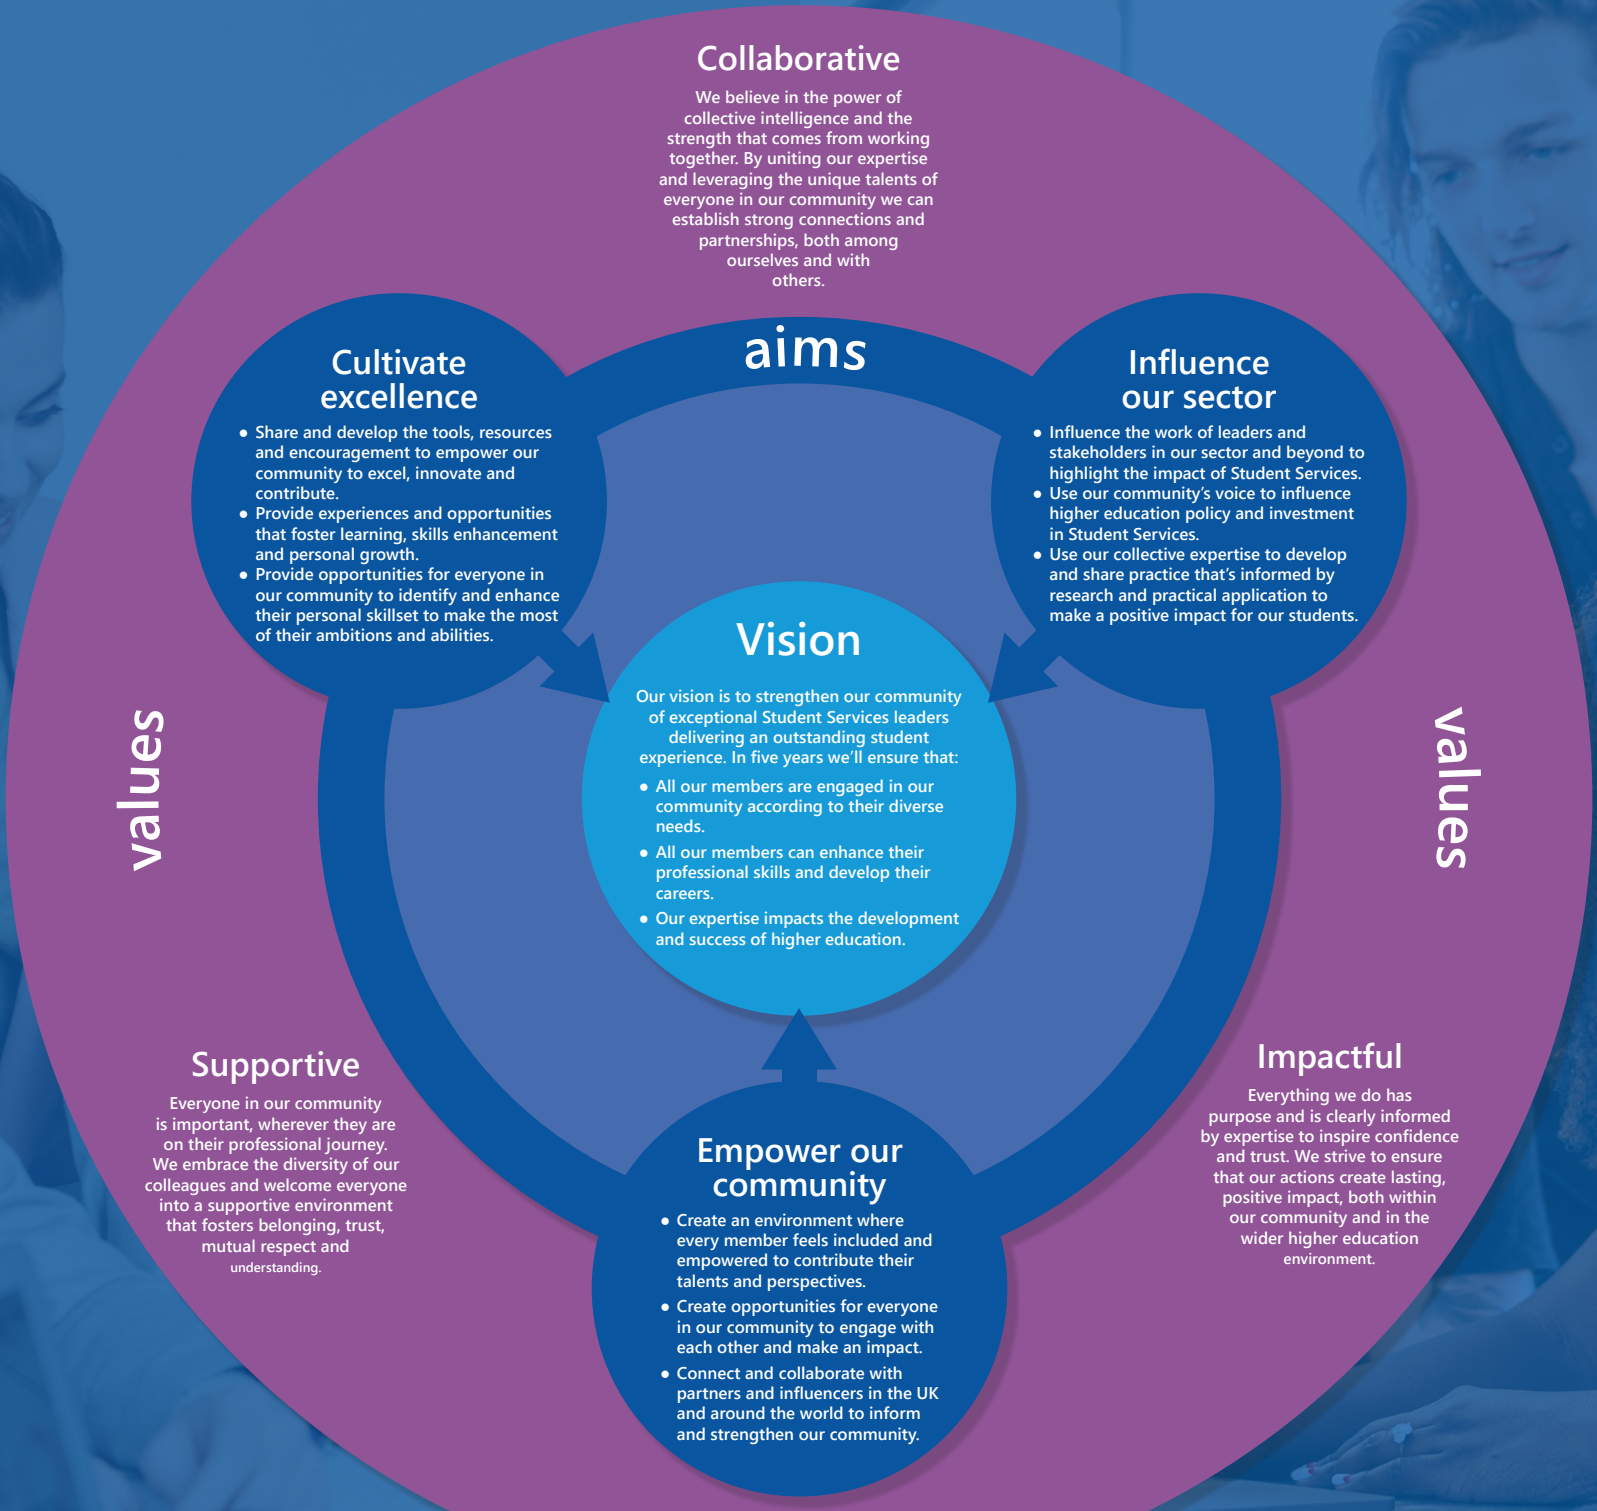 Collaborative
We believe in the power of
collective intelligence and the
strength that comes from working
together. By uniting our expertise
and leveraging the unique talents of
everyone in our community we can
establish strong connections and
partnerships, both among
ourselves and with
others.
aims
Cultivate
excellence
● Share and develop the tools, resources
and encouragement to empower our
community to excel, innovate and
contribute.
● Provide experiences and opportunities
that foster learning, skills enhancement
and personal growth.
● Provide opportunities for everyone in
our community to identify and enhance
their personal skillset to make the most
of their ambitions and abilities.
Influence
our sector
● Influence the work of leaders and
stakeholders in our sector and beyond to
highlight the impact of Student Services.
● Use our community’s voice to influence
higher education policy and investment
in Student Services.
● Use our collective expertise to develop
and share practice that’s informed by
research and practical application to
make a positive impact for our students.
Vision
Our vision is to strengthen our community
of exceptional Student Services leaders
delivering an outstanding student
experience. In five years we’ll ensure that:
● All our members are engaged in our
community according to their diverse
needs.
● All our members can enhance their
professional skills and develop their
careers.
● Our expertise impacts the development
and success of higher education.
values
values
Supportive
Everyone in our community
is important, wherever they are
on their professional journey.
We embrace the diversity of our
colleagues and welcome everyone
into a supportive environment
that fosters belonging, trust,
mutual respect and
understanding.
Impactful
Everything we do has
purpose and is clearly informed
by expertise to inspire confidence
and trust. We strive to ensure
that our actions create lasting,
positive impact, both within
our community and in the
wider higher education
environment.
Empower our
community
● Create an environment where
every member feels included and
empowered to contribute their
talents and perspectives.
● Create opportunities for everyone
in our community to engage with
each other and make an impact.
● Connect and collaborate with
partners and influencers in the UK
and around the world to inform
and strengthen our community.